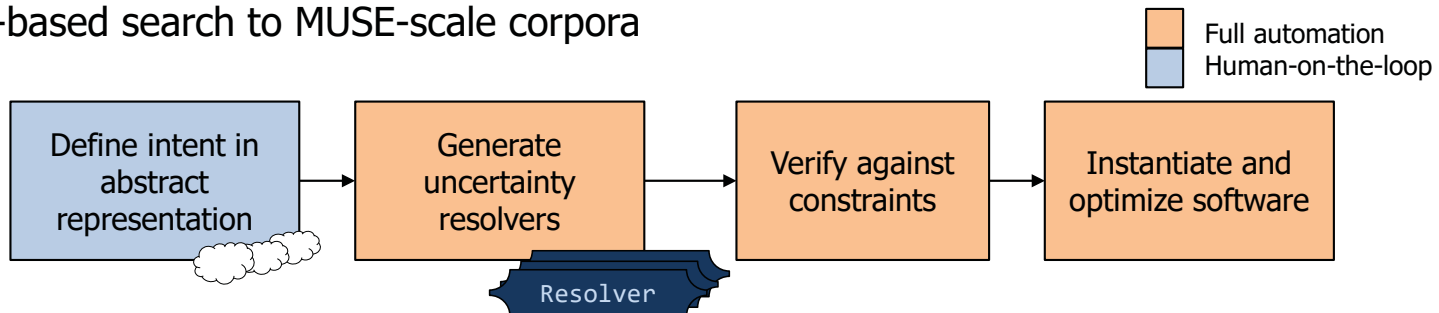 -based search to MUSE-scale corpora
Full automation
Human-on-the-loop
Define intent in
abstract
representation
Generate
uncertainty
resolvers
Resolver
Verify against
constraints
Instantiate and
optimize software